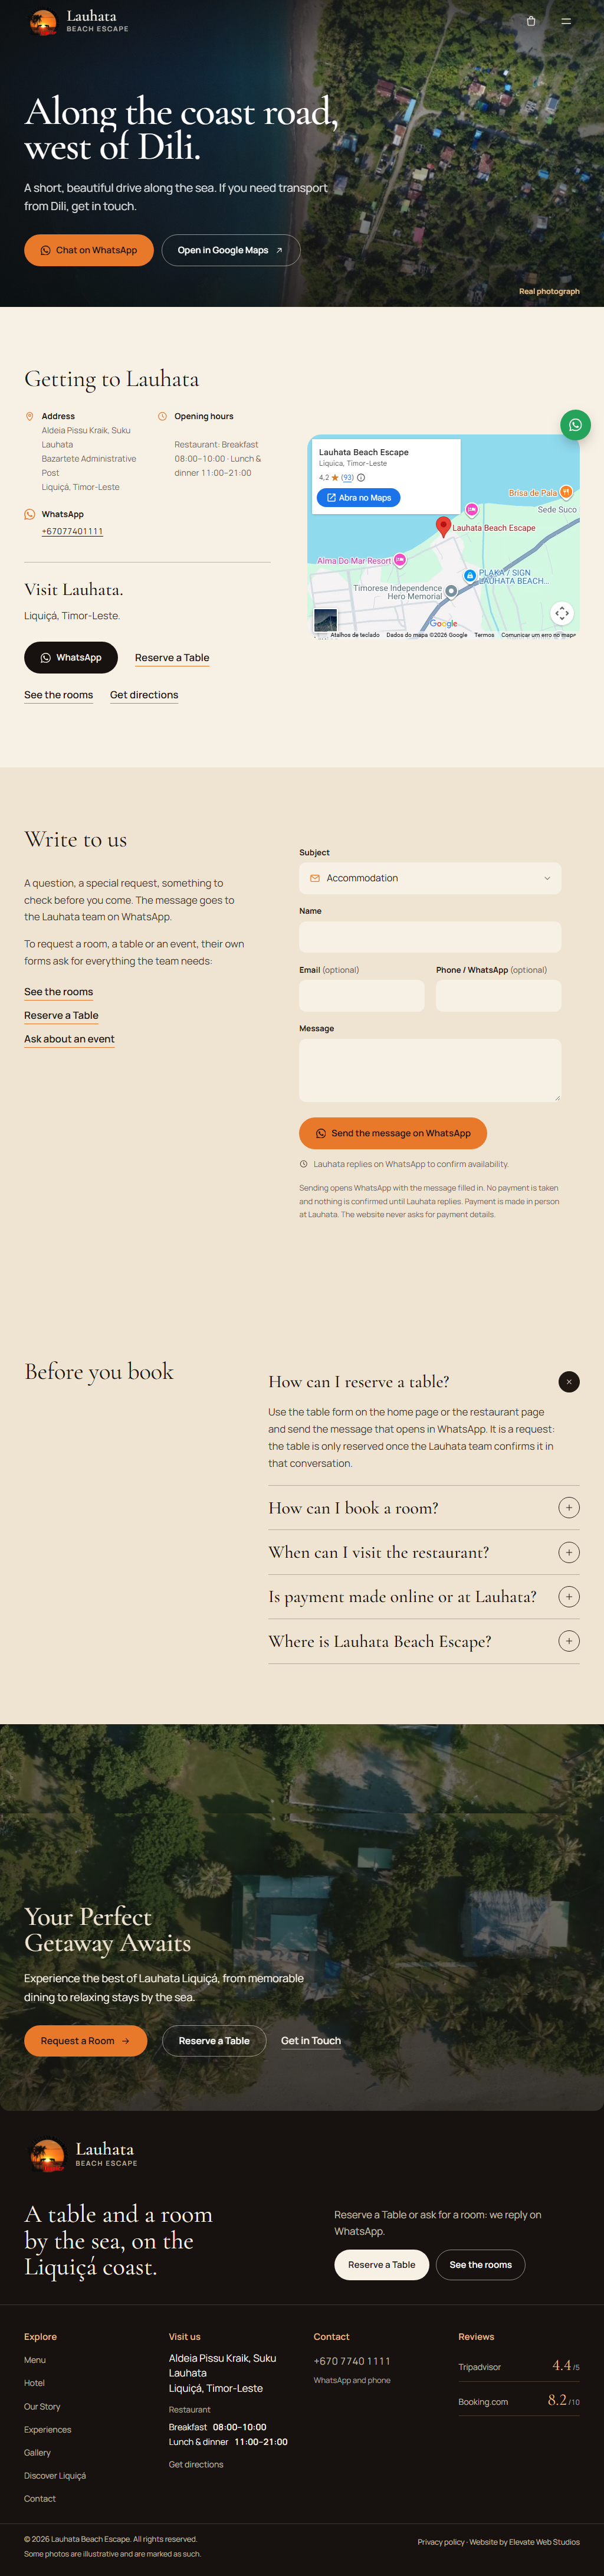 Lauhata
BEACH ESCAPE
Along the coast road,
west of Dili.
A short, beautiful drive along the sea. If you need transport
from Dili, get in touch.
Chat on WhatsApp
Open in Google Maps
Real photograph
Getting to Lauhata
Address
Aldeia Pissu Kraik, Suku
Lauhata
Bazartete Administrative
Post
Liquiçá, Timor-Leste
Opening hours
Restaurant: Breakfast
08:00–10:00 · Lunch &
dinner 11:00–21:00
WhatsApp
+67077401111
Visit Lauhata.
Liquiçá, Timor-Leste.
WhatsApp
Reserve a Table
See the rooms
Get directions
Lauhata Beach Escape
Liquica, Timor-Leste
4,2 ★ (93)
Abra no Maps
Brisa de Pala
Sede Suco
Lauhata Beach Escape
Alma Do Mar Resort
PLAKA / SIGN
LAUHATA BEACH...
Timorese Independence
Hero Memorial
Google
Atalhos de teclado
Dados do mapa ©2026 Google
Termos
Comunicar um erro no mapa
Write to us
A question, a special request, something to
check before you come. The message goes to
the Lauhata team on WhatsApp.
To request a room, a table or an event, their own
forms ask for everything the team needs:
See the rooms
Reserve a Table
Ask about an event
Subject
Accommodation
Name
Email (optional)
Phone / WhatsApp (optional)
Message
Send the message on WhatsApp
Lauhata replies on WhatsApp to confirm availability.
Sending opens WhatsApp with the message filled in. No payment is taken
and nothing is confirmed until Lauhata replies. Payment is made in person
at Lauhata. The website never asks for payment details.
Before you book
How can I reserve a table?
Use the table form on the home page or the restaurant page
and send the message that opens in WhatsApp. It is a request:
the table is only reserved once the Lauhata team confirms it in
that conversation.
How can I book a room?
When can I visit the restaurant?
Is payment made online or at Lauhata?
Where is Lauhata Beach Escape?
Your Perfect
Getaway Awaits
Experience the best of Lauhata Liquiçá, from memorable
dining to relaxing stays by the sea.
Request a Room
Reserve a Table
Get in Touch
Lauhata
BEACH ESCAPE
A table and a room
by the sea, on the
Liquiçá coast.
Reserve a Table or ask for a room: we reply on
WhatsApp.
Reserve a Table
See the rooms
Explore
Menu
Hotel
Our Story
Experiences
Gallery
Discover Liquiçá
Contact
Visit us
Aldeia Pissu Kraik, Suku
Lauhata
Liquiçá, Timor-Leste
Restaurant
Breakfast 08:00–10:00
Lunch & dinner 11:00–21:00
Get directions
Contact
+670 7740 1111
WhatsApp and phone
Reviews
Tripadvisor 4.4 /5
Booking.com 8.2 /10
© 2026 Lauhata Beach Escape. All rights reserved.
Some photos are illustrative and are marked as such.
Privacy policy · Website by Elevate Web Studios